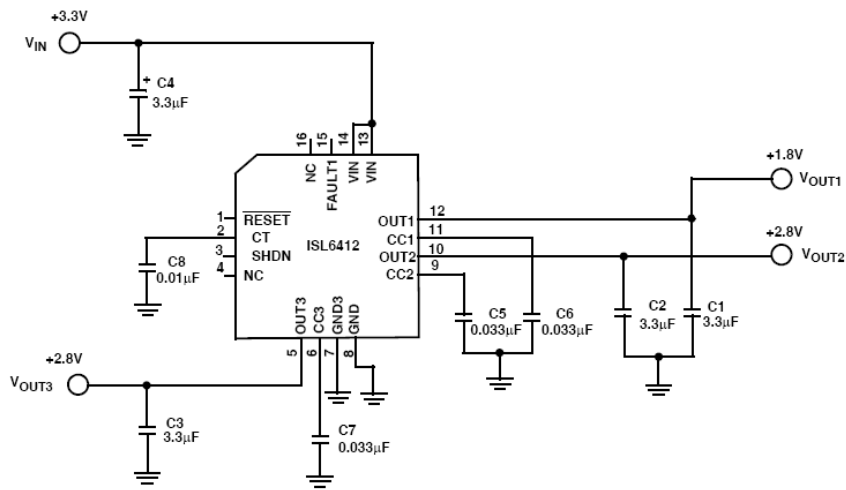 +3.3V
VIN
+ C4
3.3µF
16 15 14 13
NC FAULT1 VIN VIN
1 RESET
2 CT
3 SHDN
4 NC
ISL6412
OUT1 12
CC1 11
OUT2 10
CC2 9
OUT3 CC3 GND3 GND
5 6 7 8
C8
0.01µF
+1.8V
VOUT1
+2.8V
VOUT2
C5
0.033µF
C6
0.033µF
C2
3.3µF
C1
3.3µF
+2.8V
VOUT3
C3
3.3µF
C7
0.033µF